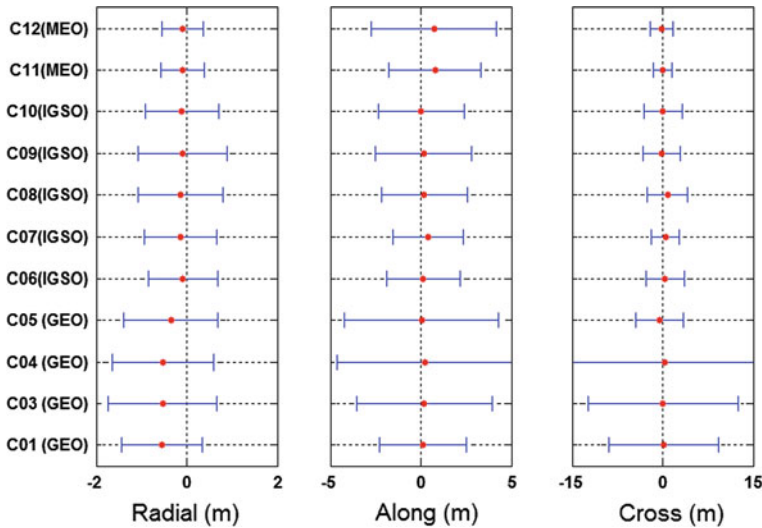 C12(MEO)
C11(MEO)
C10(IGSO)
C09(IGSO)
C08(IGSO)
C07(IGSO)
C06(IGSO)
C05 (GEO)
C04 (GEO)
C03 (GEO)
C01 (GEO)
-2 0 2
-5 0 5
-15 0 15
Radial (m)
Along (m)
Cross (m)